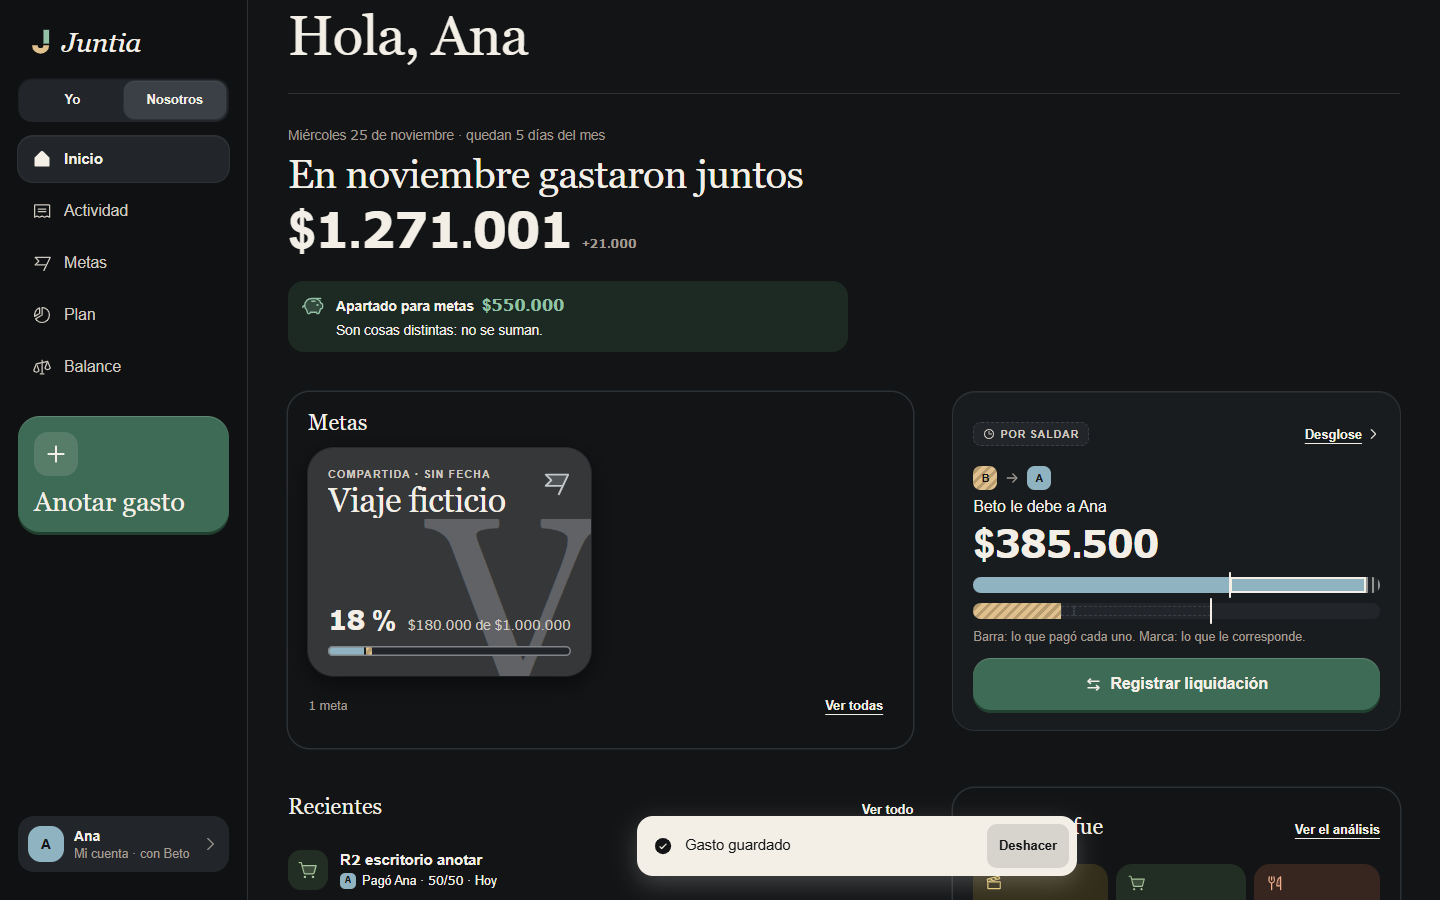 Juntia
Yo
Nosotros
Inicio
Actividad
Metas
Plan
Balance
Anotar gasto
A
Ana
Mi cuenta · con Beto
Hola, Ana
Miércoles 25 de noviembre · quedan 5 días del mes
En noviembre gastaron juntos
$1.271.001 +21.000
Apartado para metas $550.000
Son cosas distintas: no se suman.
Metas
COMPARTIDA · SIN FECHA
Viaje ficticio
V
18 % $180.000 de $1.000.000
1 meta
Ver todas
POR SALDAR
Desglose
B → A
Beto le debe a Ana
$385.500
Barra: lo que pagó cada uno. Marca: lo que le corresponde.
Registrar liquidación
Recientes
Ver todo
R2 escritorio anotar
A Pagó Ana · 50/50 · Hoy
fue
Ver el análisis
Gasto guardado
Deshacer